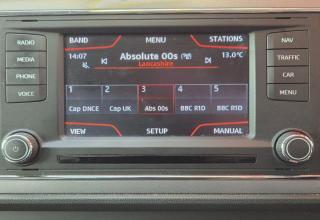 RADIO
MEDIA
PHONE
VOICE
BAND MENU STATIONS
14:07 Absolute 00s 13.0°C
Lancashire
1 2 3 4 5
Cap DNCE Cap UK Abs 00s BBC R1D BBC R1D
VIEW SETUP MANUAL
NAV
TRAFFIC
CAR
MENU